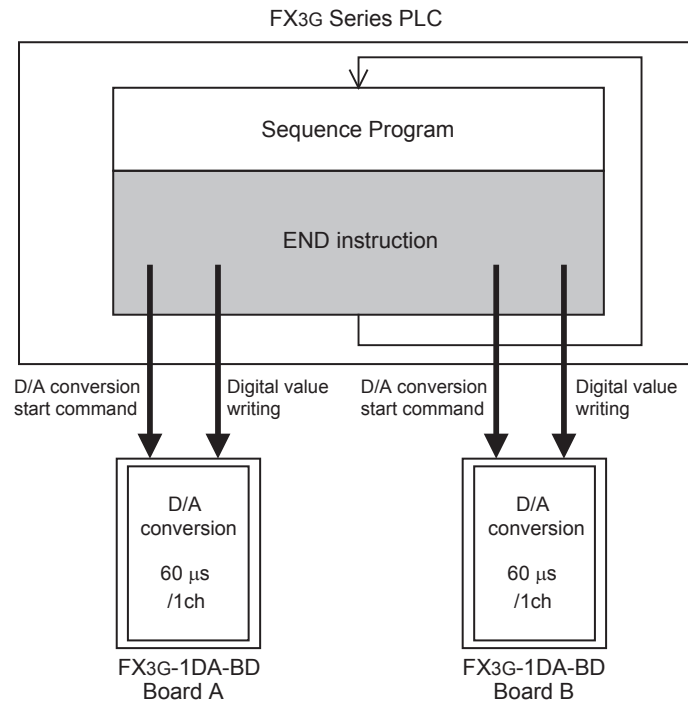 FX3G Series PLC
Sequence Program
END instruction
D/A conversion
start command
Digital value
writing
D/A conversion
start command
Digital value
writing
D/A
conversion
60 μs
/1ch
D/A
conversion
60 μs
/1ch
FX3G-1DA-BD
Board A
FX3G-1DA-BD
Board B